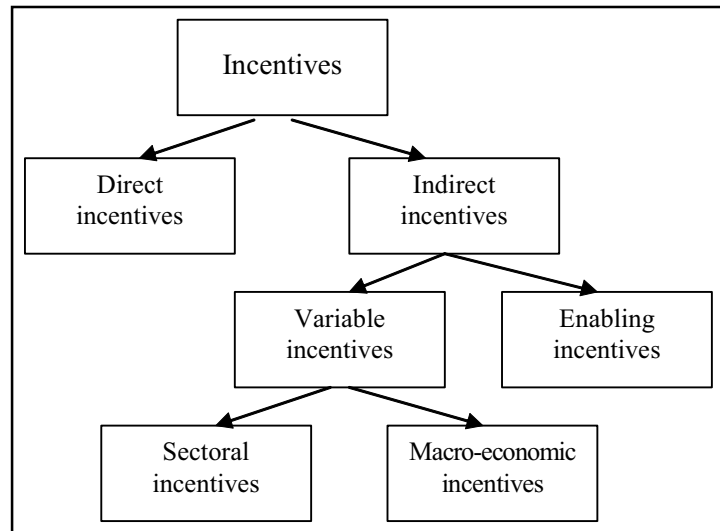 Incentives
Direct
incentives
Indirect
incentives
Variable
incentives
Enabling
incentives
Sectoral
incentives
Macro-economic
incentives